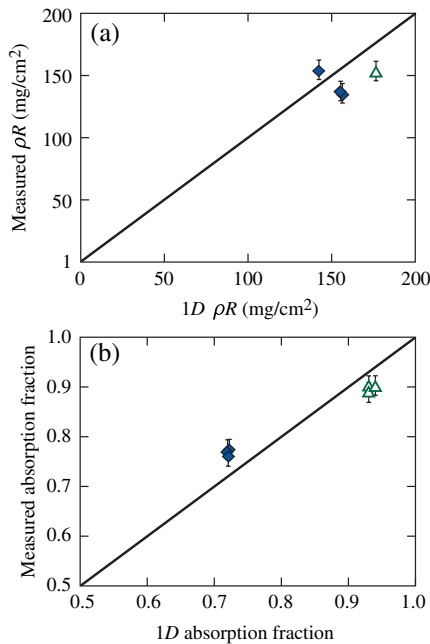 (a)
200
150
100
50
1
Measured ρR (mg/cm²)
0 50 100 150 200
1D ρR (mg/cm²)
(b)
1.0
0.9
0.8
0.7
0.6
0.5
Measured absorption fraction
0.5 0.6 0.7 0.8 0.9 1.0
1D absorption fraction